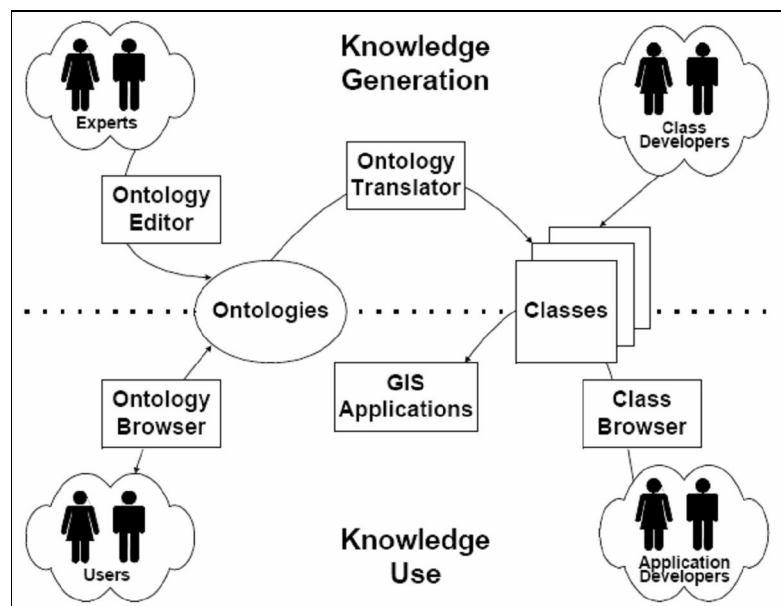 Knowledge
Generation
Experts
Class
Developers
Ontology
Translator
Ontology
Editor
Ontologies
Classes
GIS
Applications
Ontology
Browser
Class
Browser
Users
Knowledge
Use
Application
Developers